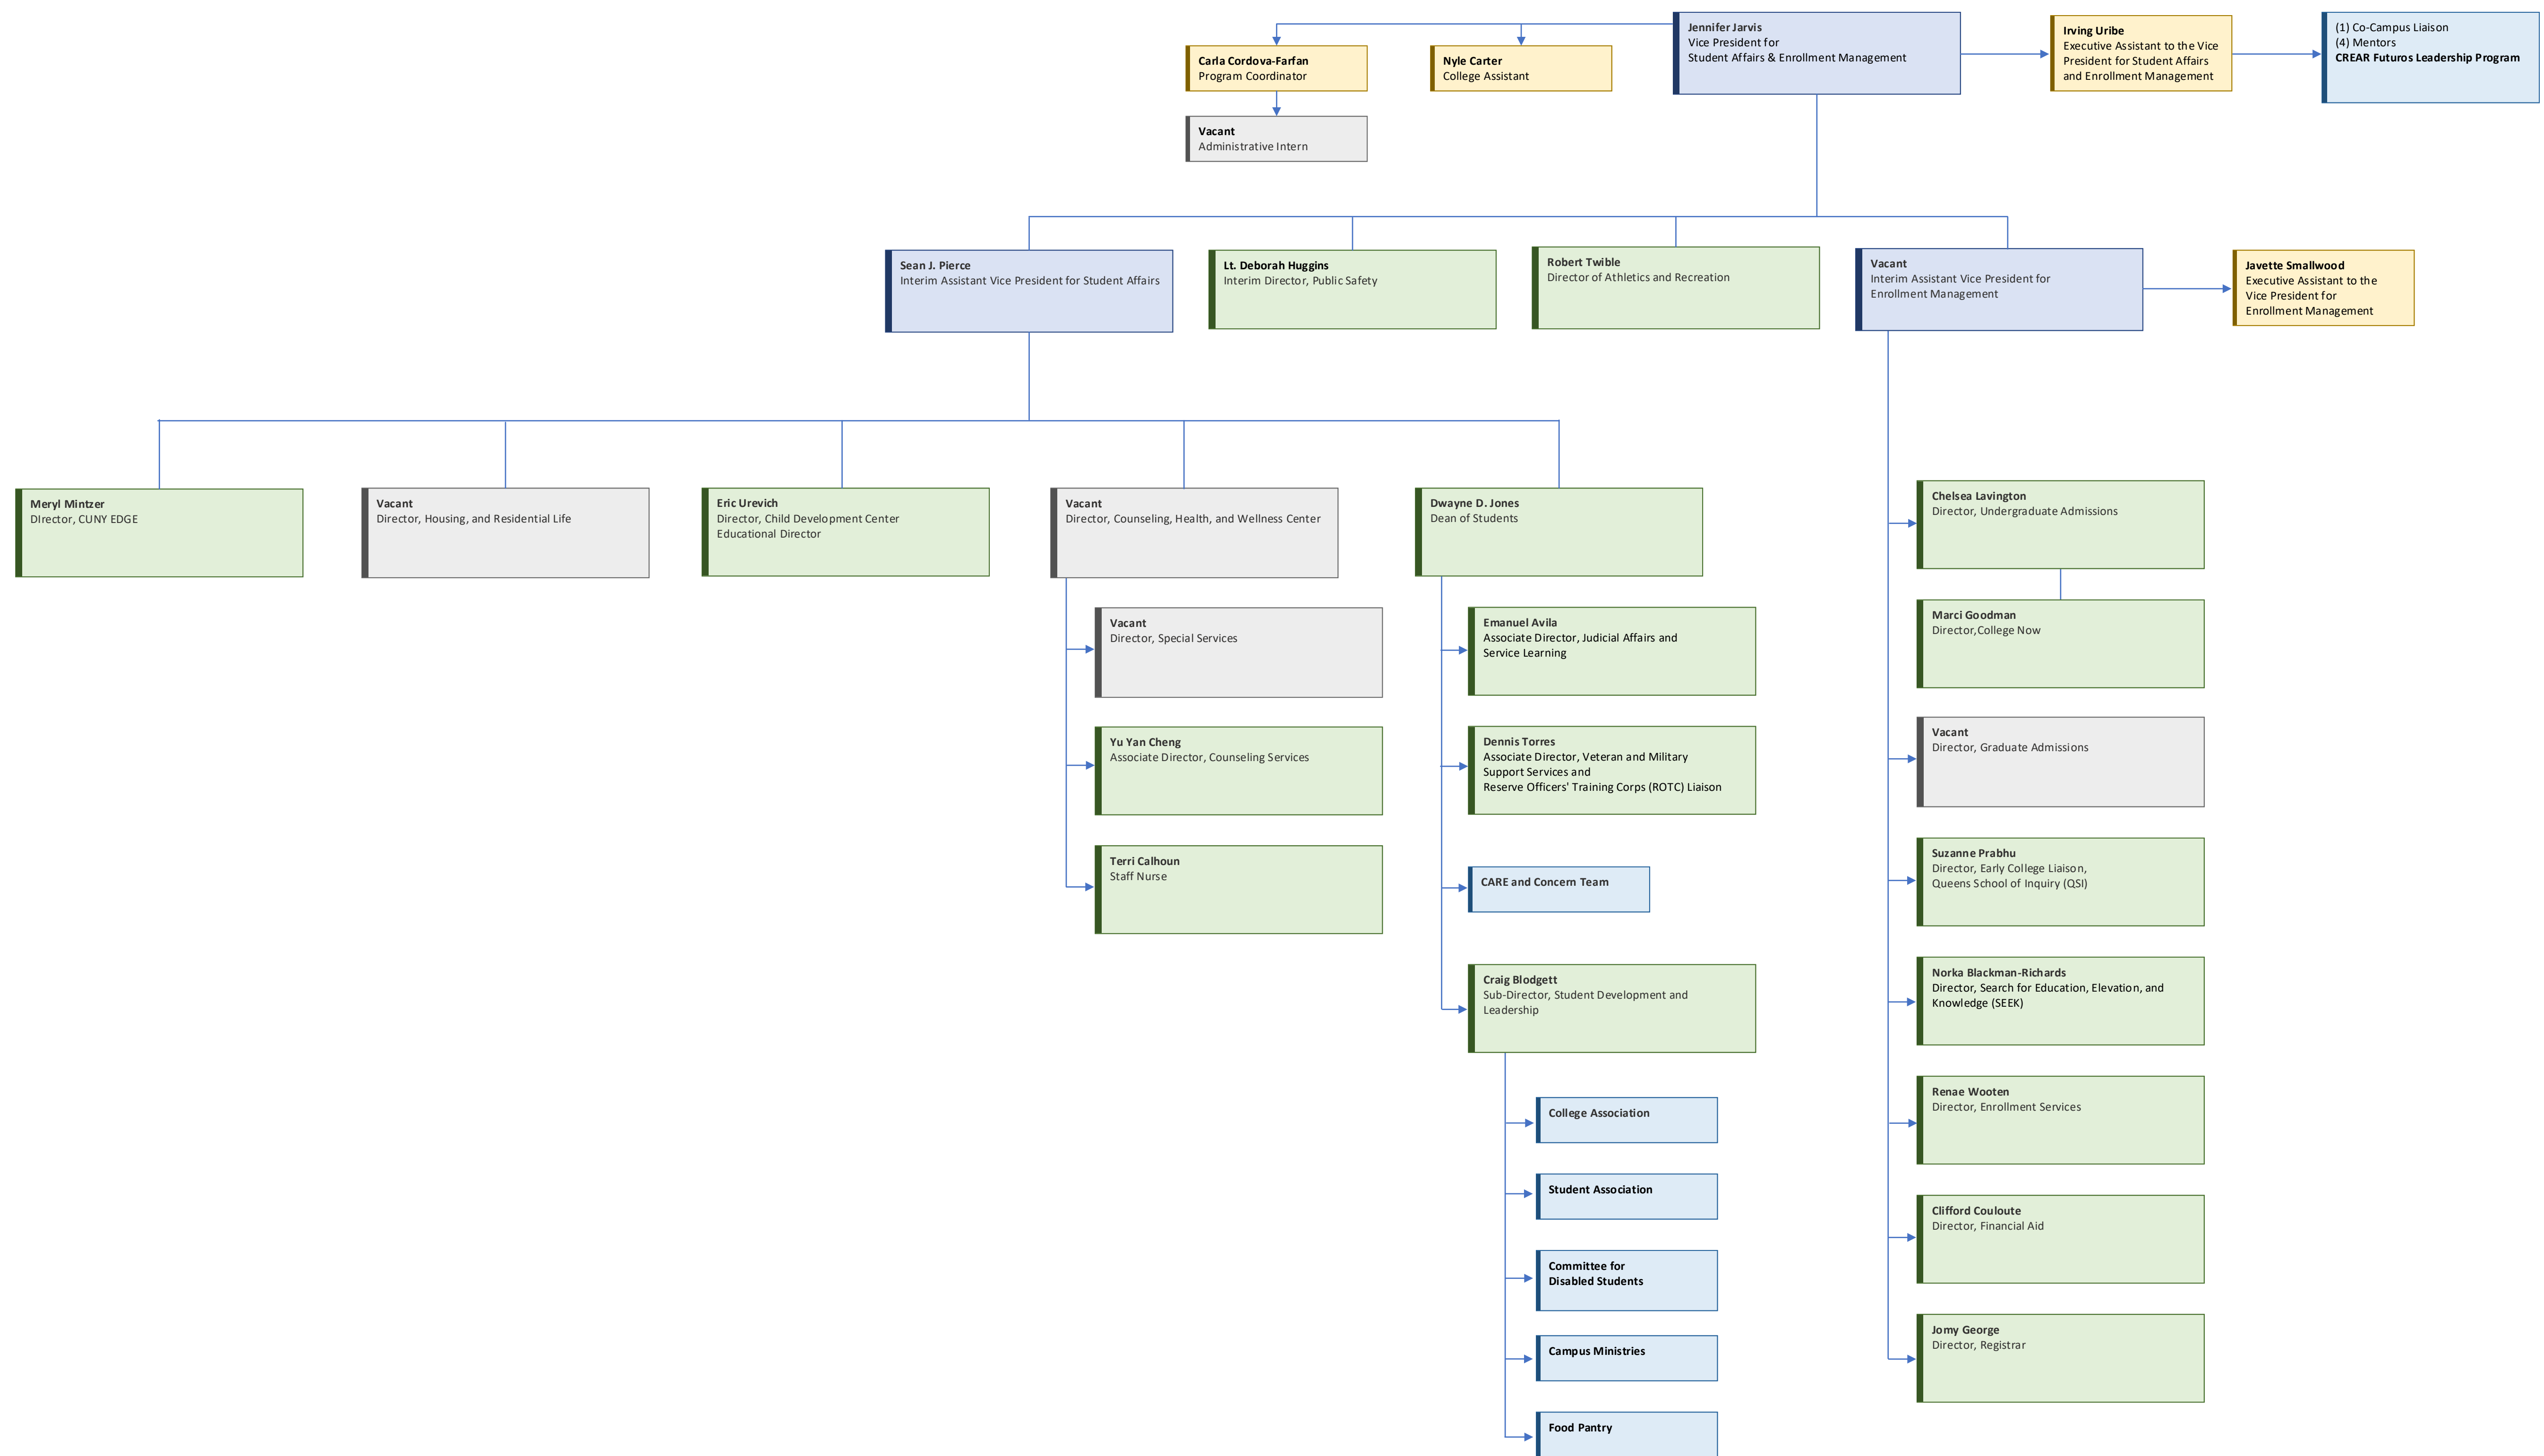 Jennifer Jarvis
Vice President for
Student Affairs & Enrollment Management
Irving Uribe
Executive Assistant to the Vice
President for Student Affairs
and Enrollment Management
(1) Co-Campus Liaison
(4) Mentors
CREAR Futuros Leadership Program
Carla Cordova-Farfan
Program Coordinator
Nyle Carter
College Assistant
Vacant
Administrative Intern
Sean J. Pierce
Interim Assistant Vice President for Student Affairs
Lt. Deborah Huggins
Interim Director, Public Safety
Robert Twible
Director of Athletics and Recreation
Vacant
Interim Assistant Vice President for
Enrollment Management
Javette Smallwood
Executive Assistant to the
Vice President for
Enrollment Management
Meryl Mintzer
DIrector, CUNY EDGE
Vacant
Director, Housing, and Residential Life
Eric Urevich
Director, Child Development Center
Educational Director
Vacant
Director, Counseling, Health, and Wellness Center
Vacant
Director, Special Services
Yu Yan Cheng
Associate Director, Counseling Services
Terri Calhoun
Staff Nurse
Dwayne D. Jones
Dean of Students
Emanuel Avila
Associate Director, Judicial Affairs and
Service Learning
Dennis Torres
Associate Director, Veteran and Military
Support Services and
Reserve Officers' Training Corps (ROTC) Liaison
CARE and Concern Team
Craig Blodgett
Sub-Director, Student Development and
Leadership
College Association
Student Association
Committee for
Disabled Students
Campus Ministries
Food Pantry
Chelsea Lavington
Director, Undergraduate Admissions
Marci Goodman
Director,College Now
Vacant
Director, Graduate Admissions
Suzanne Prabhu
Director, Early College Liaison,
Queens School of Inquiry (QSI)
Norka Blackman-Richards
Director, Search for Education, Elevation, and
Knowledge (SEEK)
Renae Wooten
Director, Enrollment Services
Clifford Couloute
Director, Financial Aid
Jomy George
Director, Registrar